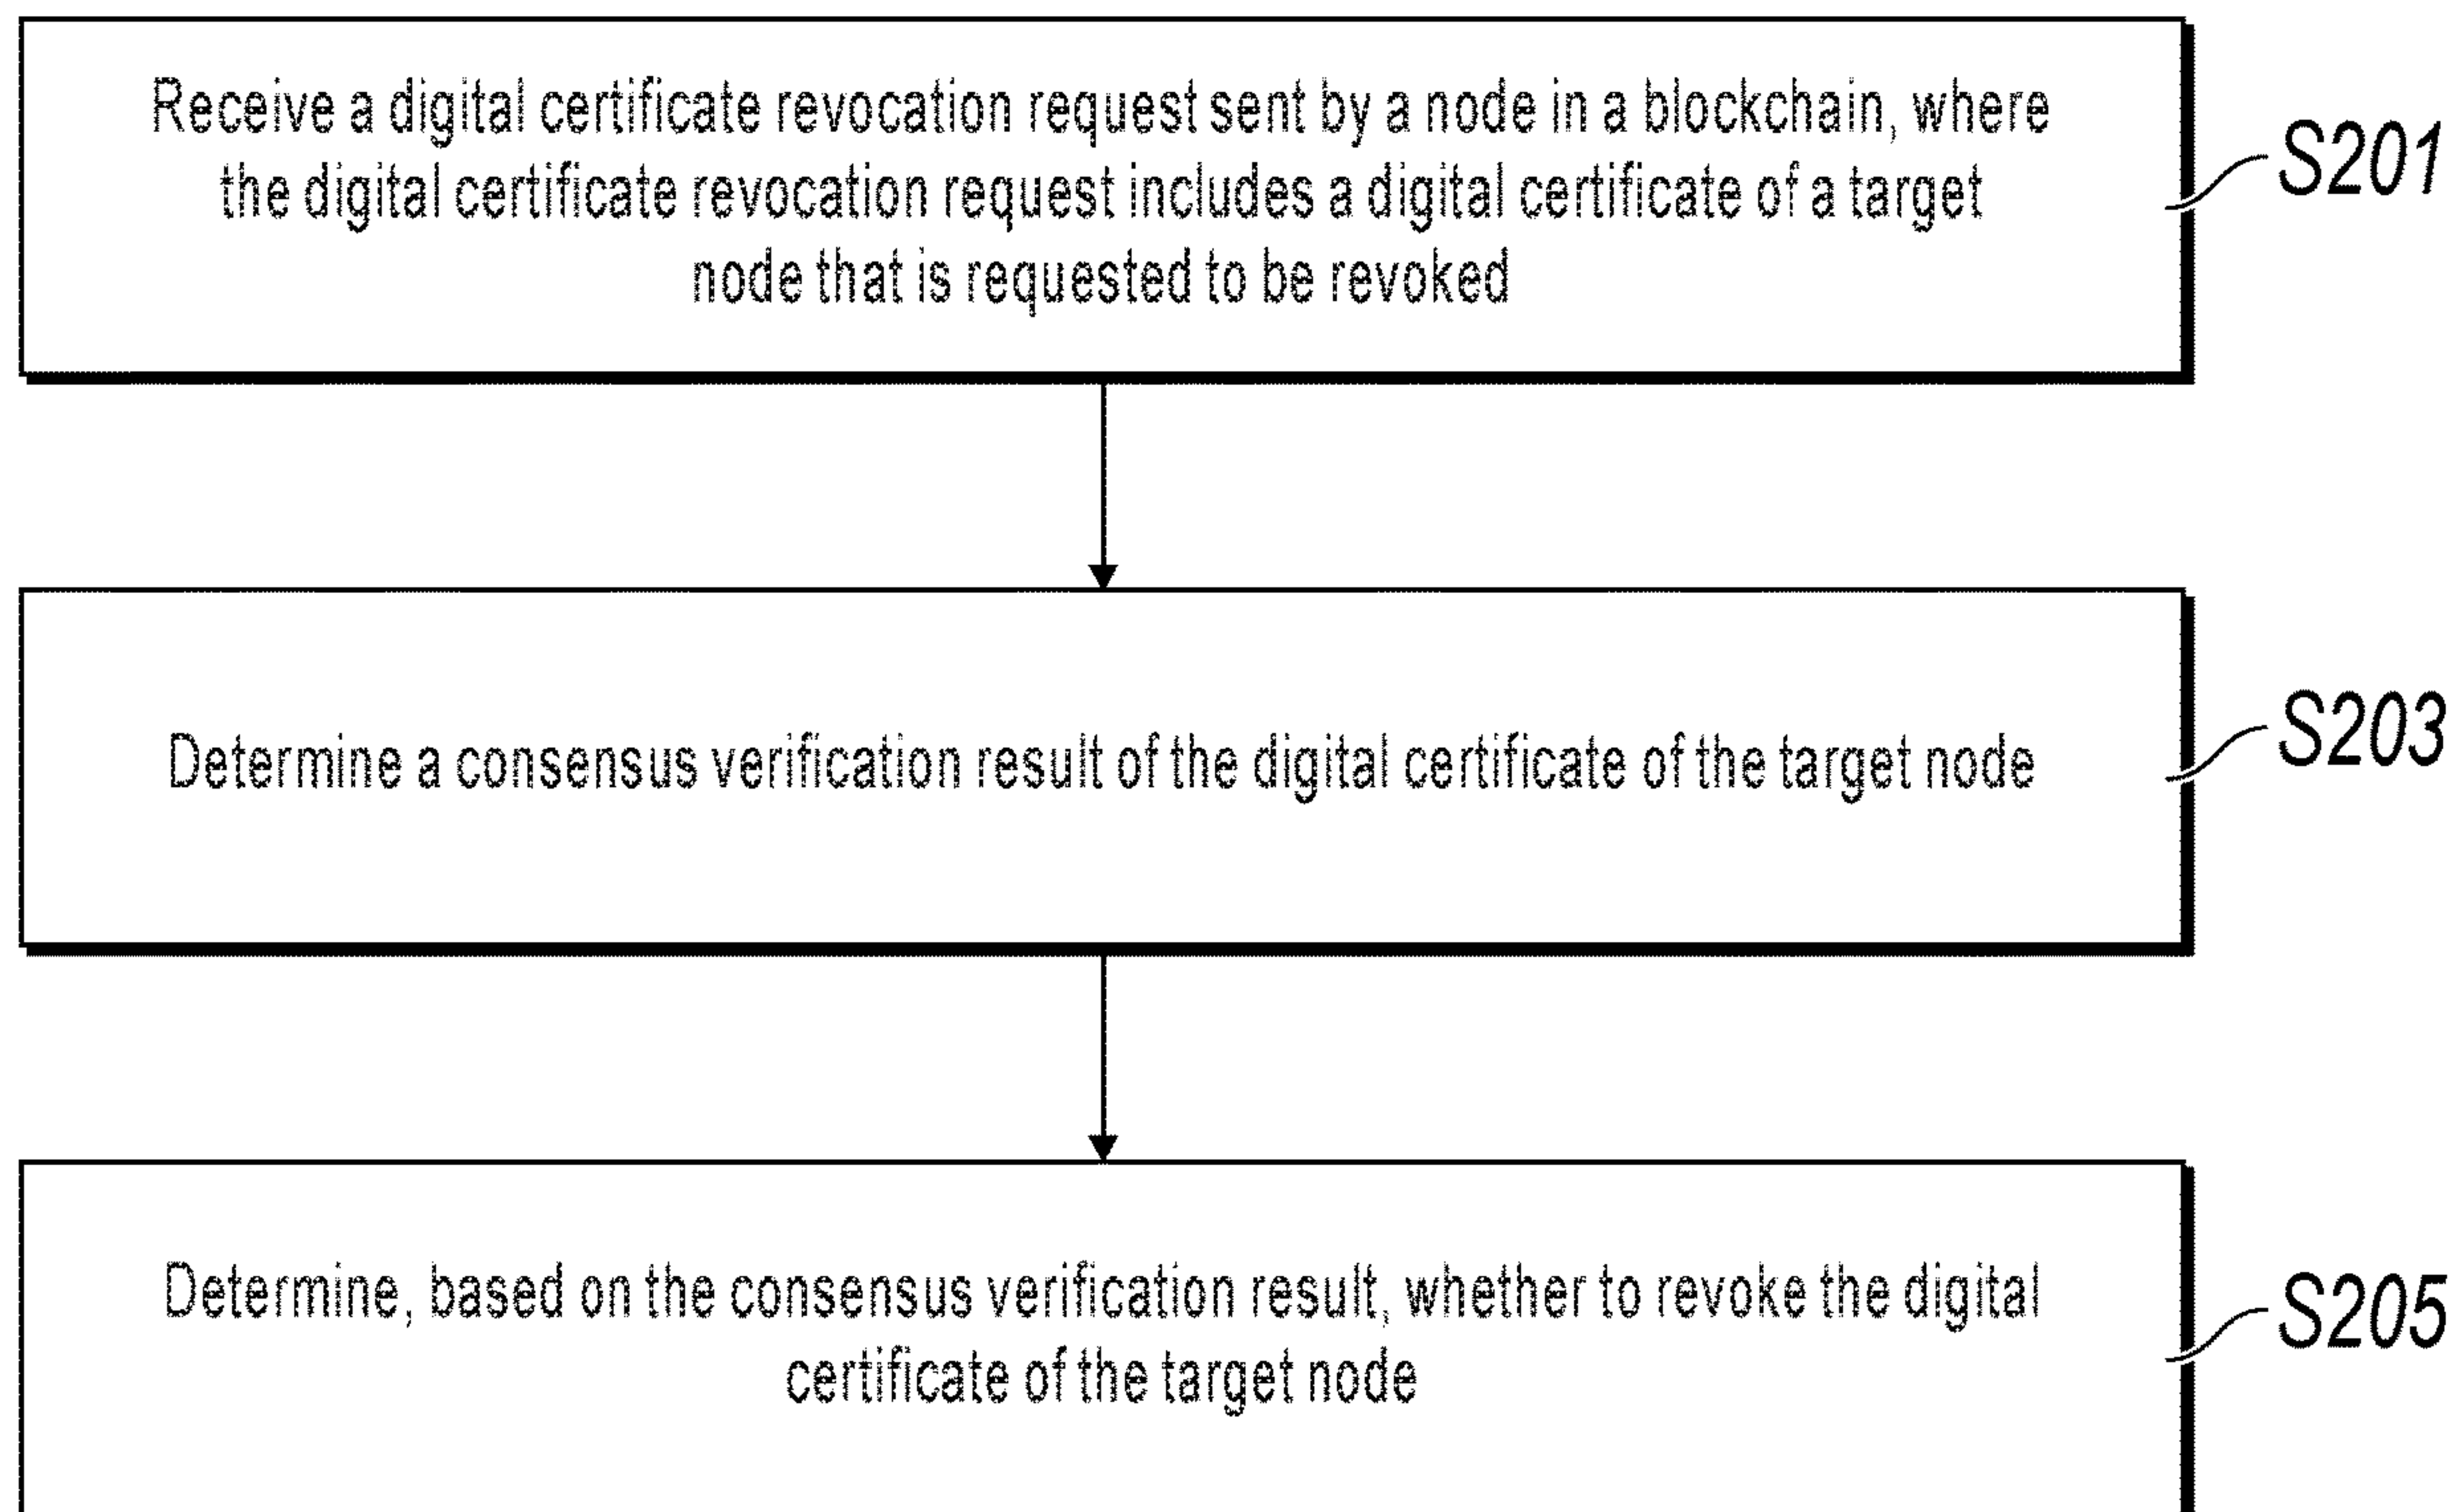 Receive a digital certificate revocation request sent by a node in a blockchain, where
the digital certificate revocation request includes a digital certificate of a target
node that is requested to be revoked
S201
Determine a consensus verification result of the digital certificate of the target node
S203
Determine, based on the consensus verification result, whether to revoke the digital
certificate of the target node
S205